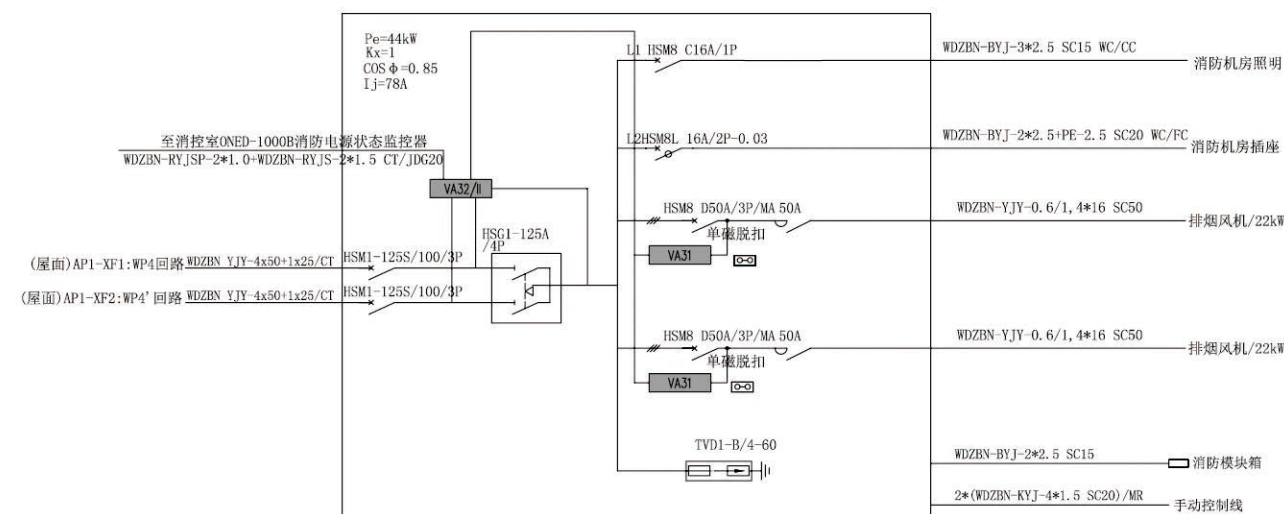 Pe=44kW
Kx=1
COSφ=0.85
Ij=78A
至消控室ONED-1000B消防电源状态监控器
WDZBN-RYJSP-2*1.0+WDZBN-RYJS-2*1.5 CT/JDG20
VA32/II
HSG1-125A
/4P
(屋面)AP1-XF1:WP4回路 WDZBN YJY-4x50+1x25/CT HSM1-125S/100/3P
(屋面)AP1-XF2:WP4'回路 WDZBN YJY-4x50+1x25/CT HSM1-125S/100/3P
L1 HSM8 C16A/1P
WDZBN-BYJ-3*2.5 SC15 WC/CC
消防机房照明
L2HSM8L 16A/2P-0.03
WDZBN-BYJ-2*2.5+PE-2.5 SC20 WC/FC
消防机房插座
HSM8 D50A/3P/MA 50A
单磁脱扣
VA31
WDZBN-YJY-0.6/1,4*16 SC50
排烟风机/22kW
HSM8 D50A/3P/MA 50A
单磁脱扣
VA31
WDZBN-YJY-0.6/1,4*16 SC50
排烟风机/22kW
TVD1-B/4-60
WDZBN-BYJ-2*2.5 SC15
消防模块箱
2*(WDZBN-KYJ-4*1.5 SC20)/MR
手动控制线